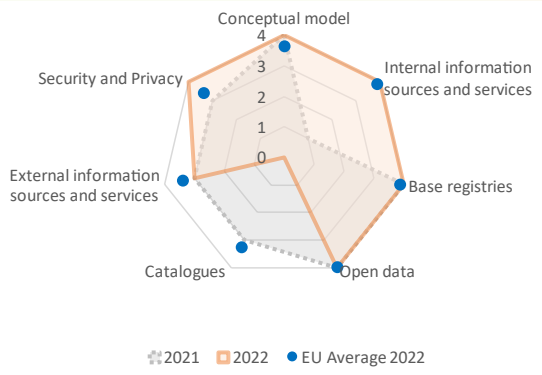 Conceptual model
4
3
2
1
0
Internal information
sources and services
Security and Privacy
External information
sources and services
Base registries
Catalogues
Open data
2021
2022
EU Average 2022